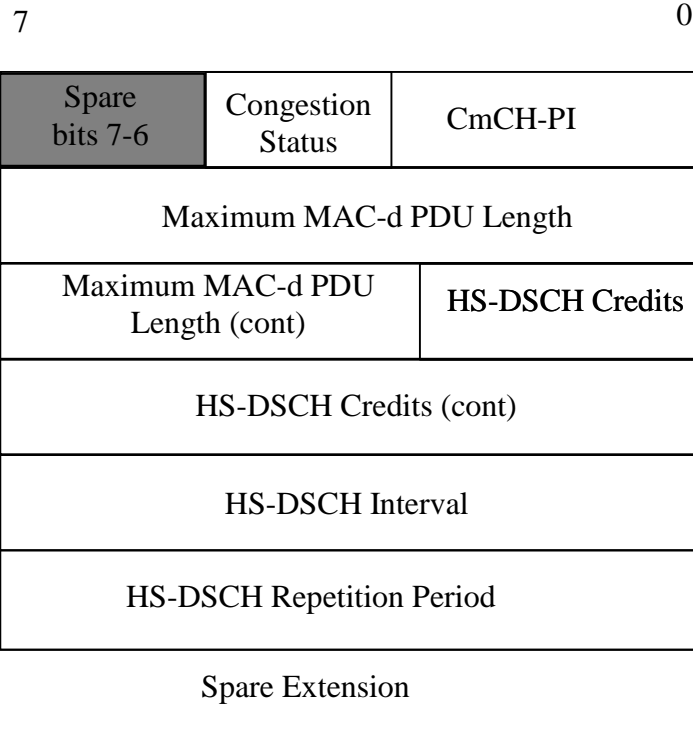 7 0
Spare
bits 7-6
Congestion
Status
CmCH-PI
Maximum MAC-d PDU Length
Maximum MAC-d PDU
Length (cont)
HS-DSCH Credits
HS-DSCH Credits (cont)
HS-DSCH Interval
HS-DSCH Repetition Period
Spare Extension